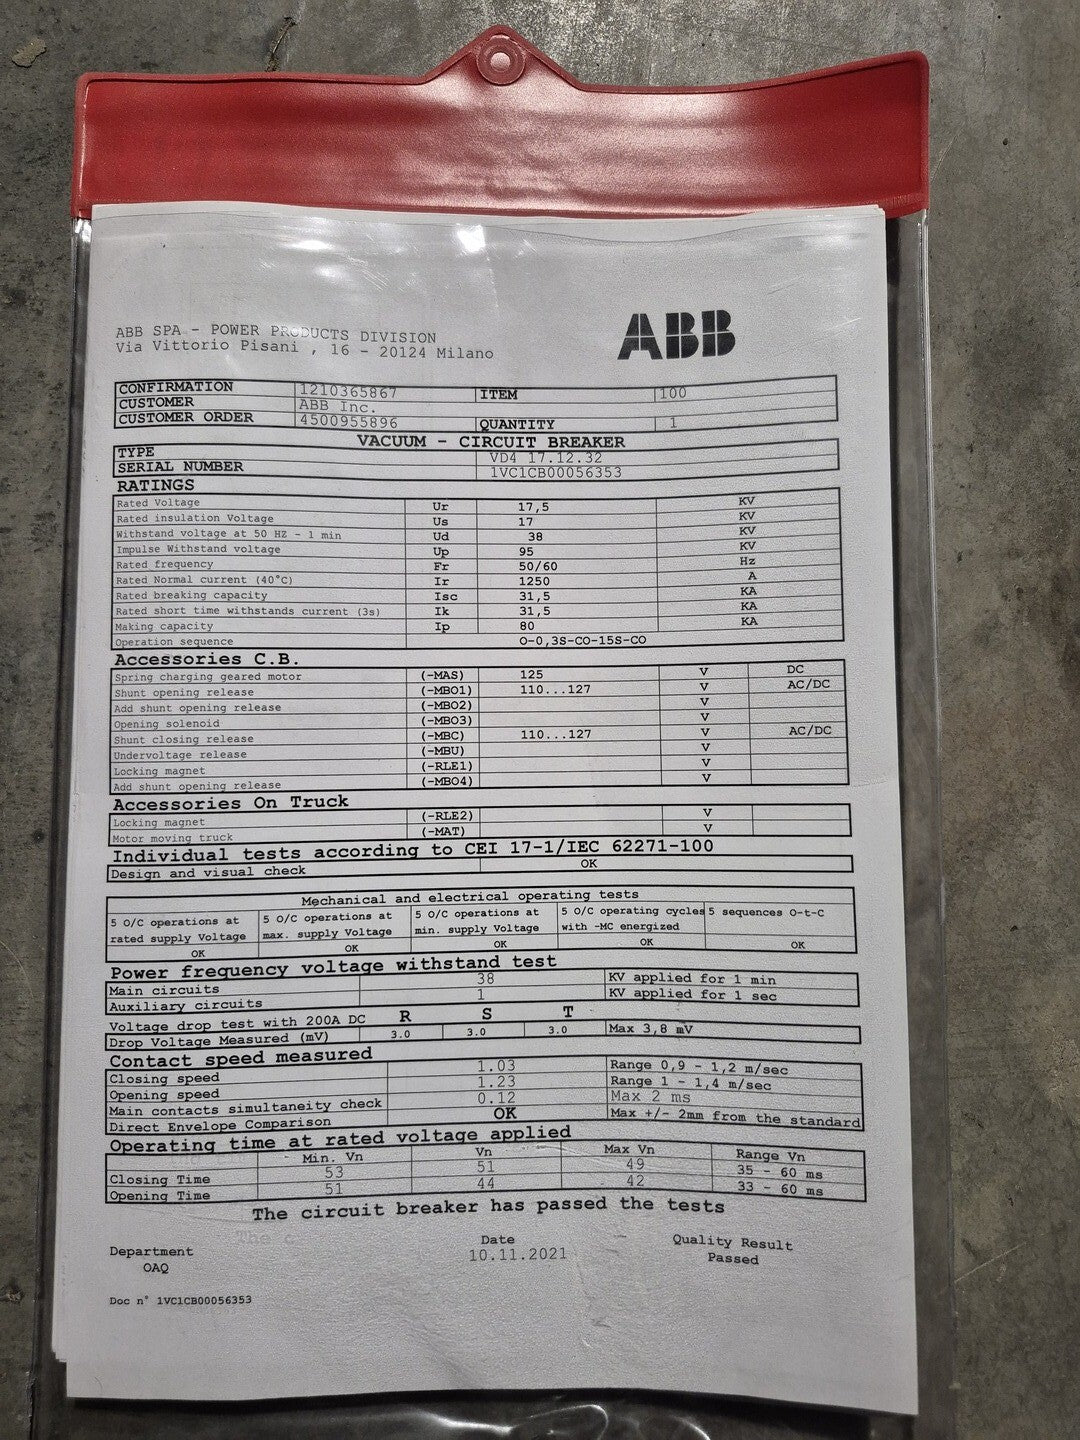 ABB SPA - POWER PRODUCTS DIVISION
Via Vittorio Pisani , 16 - 20124 Milano
ABB
CONFIRMATION 1210365867 ITEM 100
CUSTOMER ABB Inc.
CUSTOMER ORDER 4500955896 QUANTITY 1
VACUUM - CIRCUIT BREAKER
TYPE VD4 17.12.32
SERIAL NUMBER 1VC1CB00056353
RATINGS
Rated Voltage Ur 17,5 KV
Rated insulation Voltage Us 17 KV
Withstand voltage at 50 HZ - 1 min Ud 38 KV
Impulse Withstand voltage Up 95 KV
Rated frequency Fr 50/60 Hz
Rated Normal current (40°C) Ir 1250 A
Rated breaking capacity Isc 31,5 KA
Rated short time withstands current (3s) Ik 31,5 KA
Making capacity Ip 80 KA
Operation sequence O-0,3S-CO-15S-CO
Accessories C.B.
Spring charging geared motor (-MAS) 125 V DC
Shunt opening release (-MBO1) 110...127 V AC/DC
Add shunt opening release (-MBO2) V
Opening solenoid (-MBO3) V
Shunt closing release (-MBC) 110...127 V AC/DC
Undervoltage release (-MBU) V
Locking magnet (-RLE1) V
Add shunt opening release (-MBO4) V
Accessories On Truck
Locking magnet (-RLE2) V
Motor moving truck (-MAT) V
Individual tests according to CEI 17-1/IEC 62271-100
Design and visual check OK
Mechanical and electrical operating tests
5 O/C operations at 5 O/C operations at 5 O/C operations at 5 O/C operating cycles 5 sequences O-t-C
rated supply Voltage max. supply Voltage min. supply Voltage with -MC energized
OK OK OK OK OK
Power frequency voltage withstand test
Main circuits 38 KV applied for 1 min
Auxiliary circuits 1 KV applied for 1 sec
Voltage drop test with 200A DC R S T
Drop Voltage Measured (mV) 3.0 3.0 3.0 Max 3,8 mV
Contact speed measured
Closing speed 1.03 Range 0,9 - 1,2 m/sec
Opening speed 1.23 Range 1 - 1,4 m/sec
Main contacts simultaneity check 0.12 Max 2 ms
Direct Envelope Comparison OK Max +/- 2mm from the standard
Operating time at rated voltage applied
Min. Vn Vn Max Vn Range Vn
Closing Time 53 51 49 35 - 60 ms
Opening Time 51 44 42 33 - 60 ms
The circuit breaker has passed the tests
Department Date Quality Result
OAQ 10.11.2021 Passed
Doc n° 1VC1CB00056353